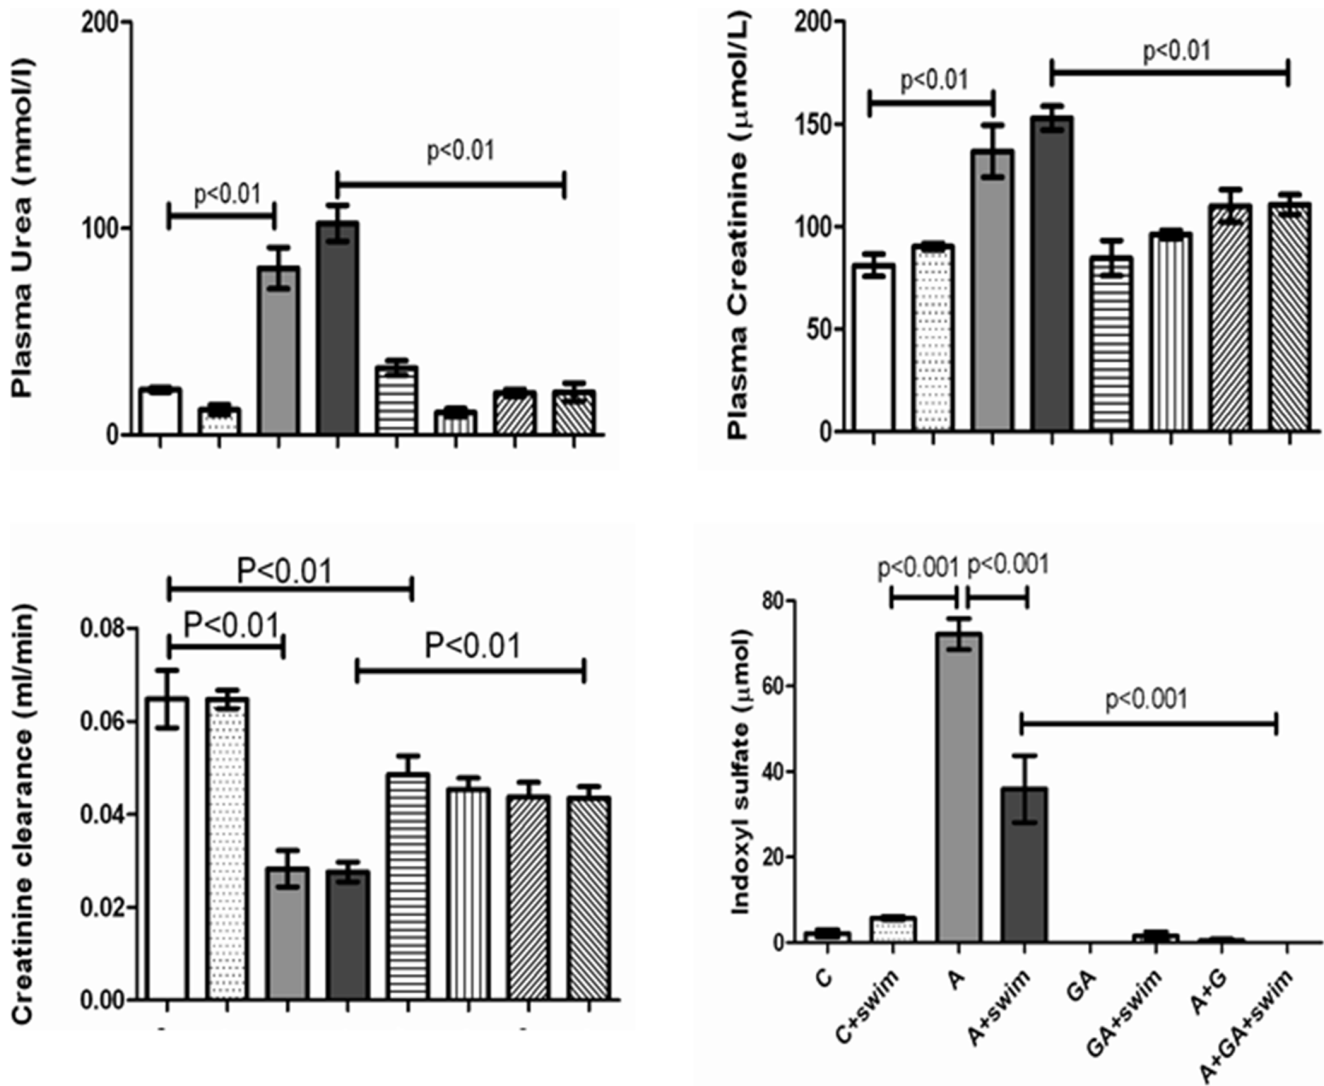 Plasma Urea (mmol/l)
200
100
0
p<0.01
p<0.01
Plasma Creatinine (μmol/L)
200
150
100
50
0
p<0.01
p<0.01
Creatinine clearance (ml/min)
0.08
0.06
0.04
0.02
0.00
P<0.01
P<0.01
P<0.01
Indoxyl sulfate (μmol)
80
60
40
20
0
p<0.001
p<0.001
p<0.001
C
C+swim
A
A+swim
GA
GA+swim
A+G
A+GA+swim